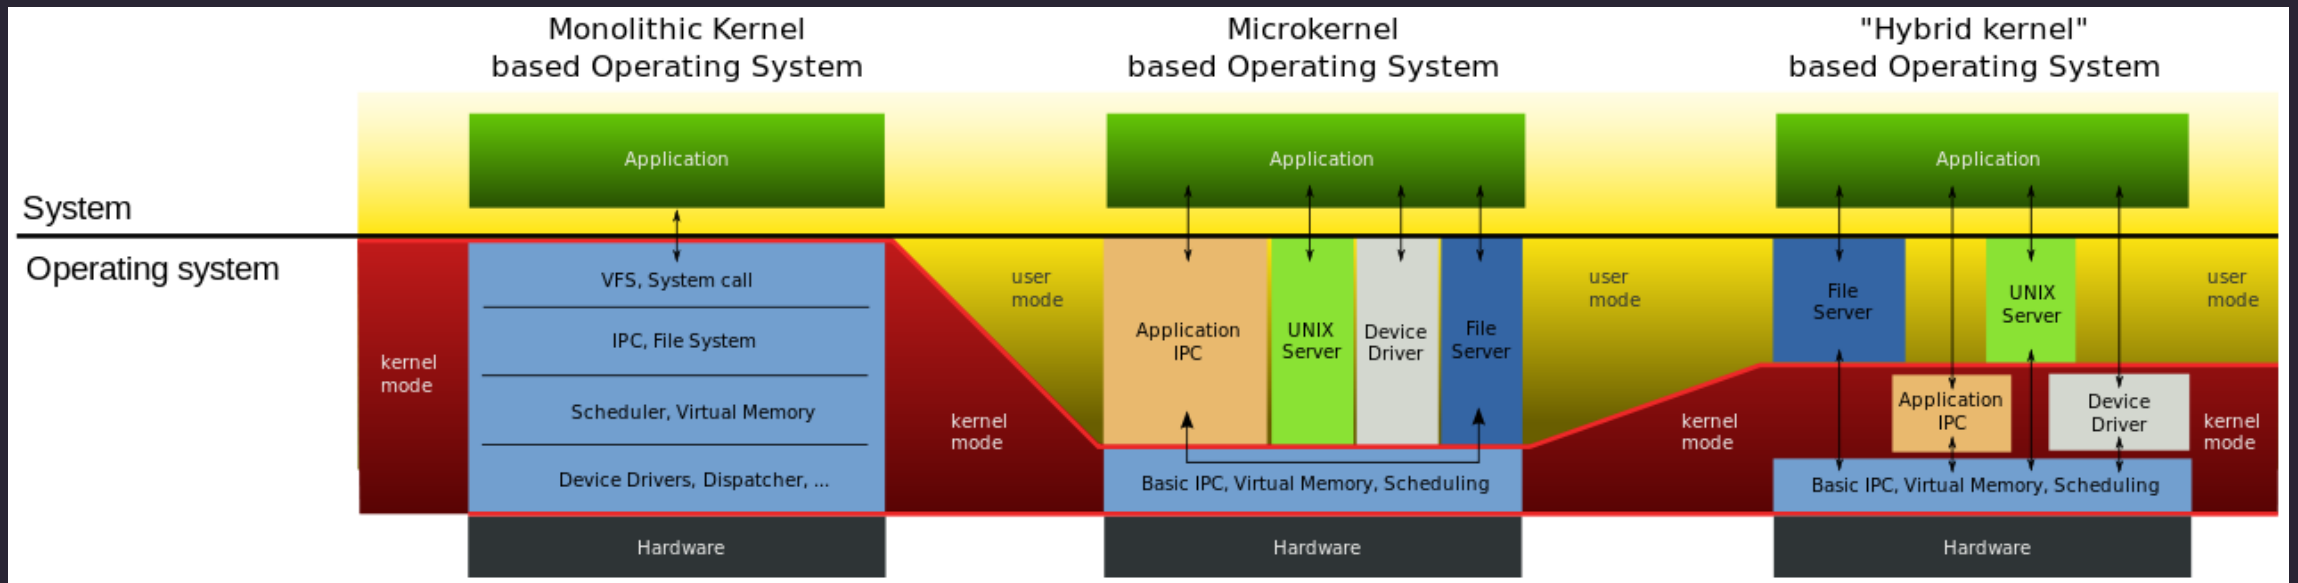 Monolithic Kernel
based Operating System
Microkernel
based Operating System
"Hybrid kernel"
based Operating System
System
Operating system
Application
VFS, System call
IPC, File System
Scheduler, Virtual Memory
Device Drivers, Dispatcher, ...
Hardware
kernel
mode
kernel
mode
user
mode
Application
Application
IPC
UNIX
Server
Device
Driver
File
Server
Basic IPC, Virtual Memory, Scheduling
Hardware
user
mode
kernel
mode
Application
File
Server
UNIX
Server
Application
IPC
Device
Driver
Basic IPC, Virtual Memory, Scheduling
Hardware
user
mode
kernel
mode